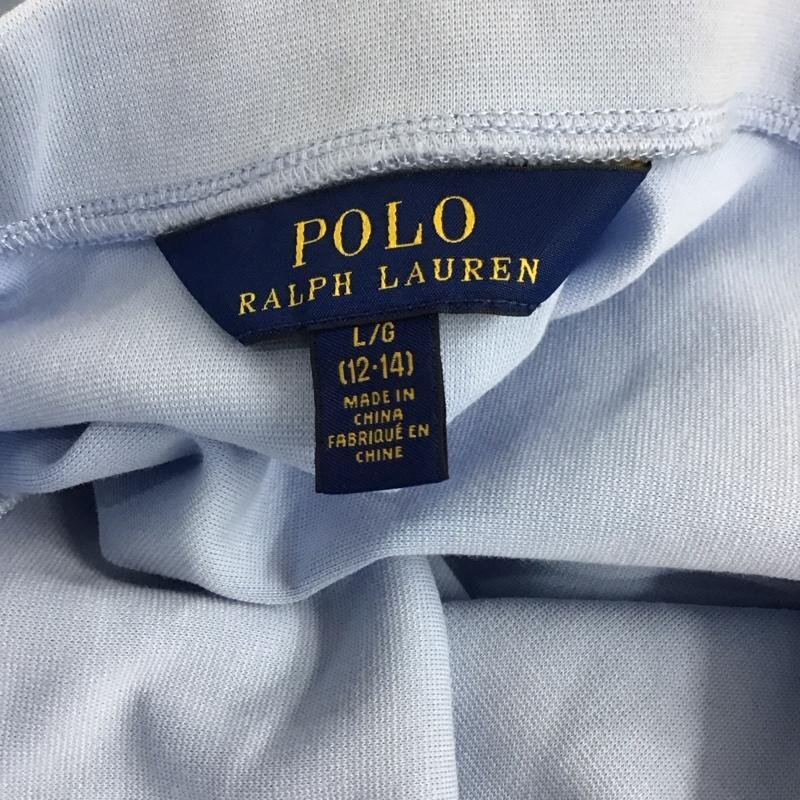 POLO
RALPH LAUREN
L/G
(12-14)
MADE IN
CHINA
FABRIQUÉ EN
CHINE